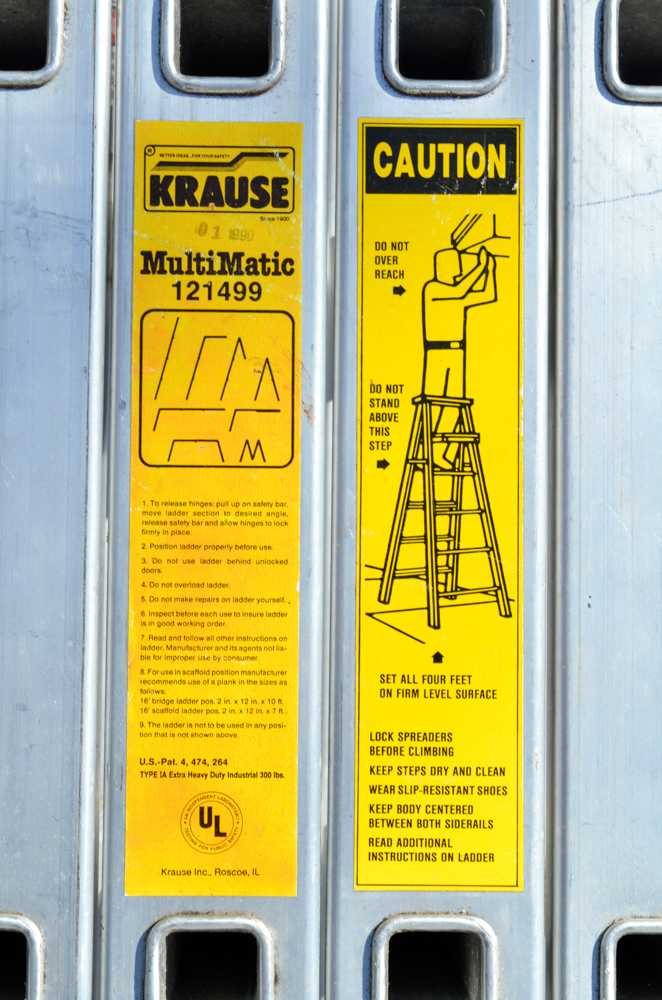 ®
BETTER IDEAS...FOR YOUR SAFETY
KRAUSE
Since 1900
01 1990
MultiMatic
121499
1. To release hinges: pull up on safety bar,
move ladder section to desired angle,
release safety bar and allow hinges to lock
firmly in place.
2. Position ladder properly before use.
3. Do not use ladder behind unlocked
doors.
4. Do not overload ladder.
5. Do not make repairs on ladder yourself.
6. Inspect before each use to insure ladder
is in good working order.
7. Read and follow all other instructions on
ladder. Manufacturer and its agents not lia-
ble for improper use by consumer.
8. For use in scaffold position manufacturer
recommends use of a plank in the sizes as
follows:
16' bridge ladder pos. 2 in. x 12 in. x 10 ft.
16' scaffold ladder pos. 2 in. x 12 in. x 7 ft.
9. The ladder is not to be used in any posi-
tion that is not shown above.
U.S.-Pat. 4, 474, 264
TYPE IA Extra Heavy Duty Industrial 300 lbs.
AN INDEPENDENT LABORATORY
UL
TESTING FOR PUBLIC SAFETY
Krause Inc., Roscoe, IL
CAUTION
DO NOT
OVER
REACH
DO NOT
STAND
ABOVE
THIS
STEP
SET ALL FOUR FEET
ON FIRM LEVEL SURFACE
LOCK SPREADERS
BEFORE CLIMBING
KEEP STEPS DRY AND CLEAN
WEAR SLIP-RESISTANT SHOES
KEEP BODY CENTERED
BETWEEN BOTH SIDERAILS
READ ADDITIONAL
INSTRUCTIONS ON LADDER